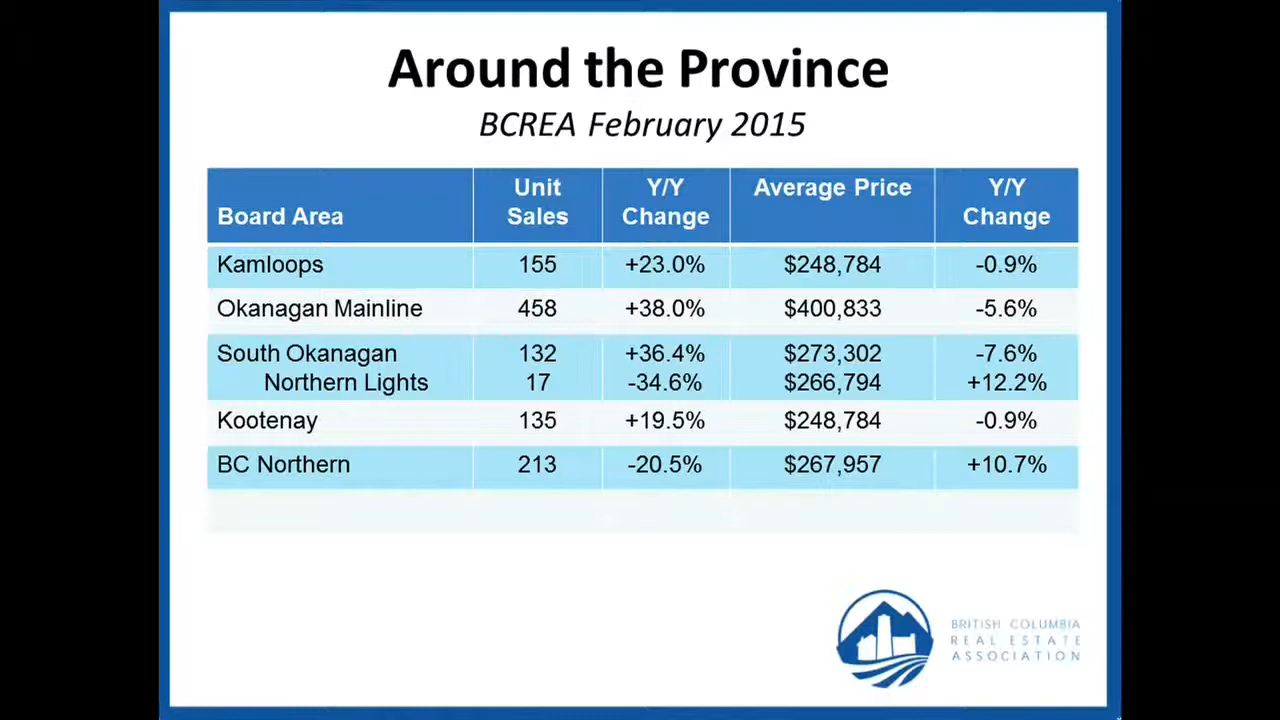 Around the Province
BCREA February 2015
Board Area Unit Sales Y/Y Change Average Price Y/Y Change
Kamloops 155 +23.0% $248,784 -0.9%
Okanagan Mainline 458 +38.0% $400,833 -5.6%
South Okanagan 132 +36.4% $273,302 -7.6%
Northern Lights 17 -34.6% $266,794 +12.2%
Kootenay 135 +19.5% $248,784 -0.9%
BC Northern 213 -20.5% $267,957 +10.7%
BRITISH COLUMBIA
REAL ESTATE
ASSOCIATION